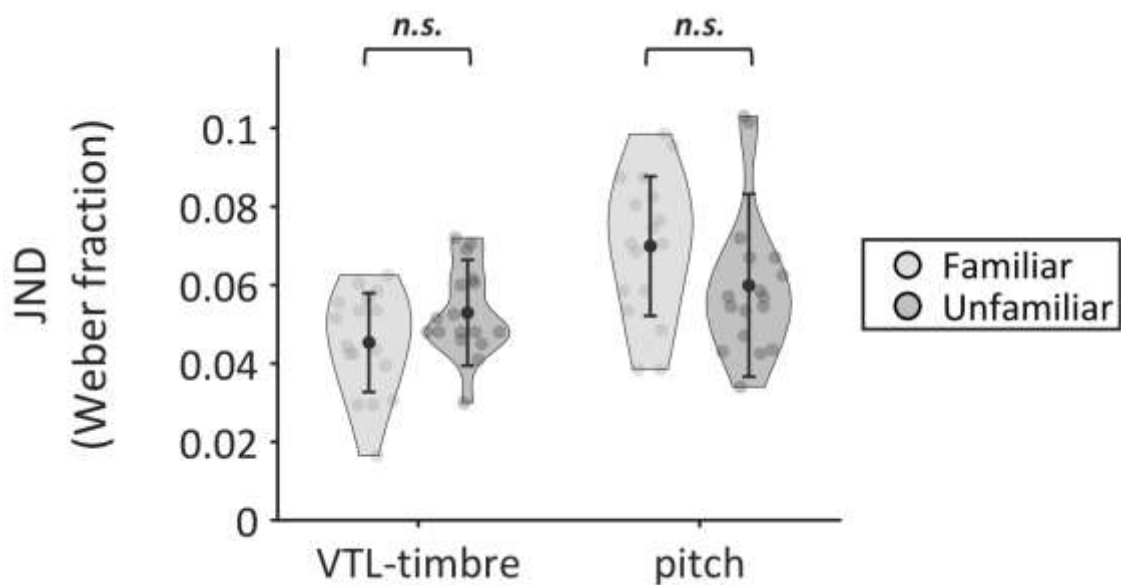 n.s. n.s.
JND
(Weber fraction)
0.1
0.08
0.06
0.04
0.02
0
VTL-timbre pitch
Familiar
Unfamiliar